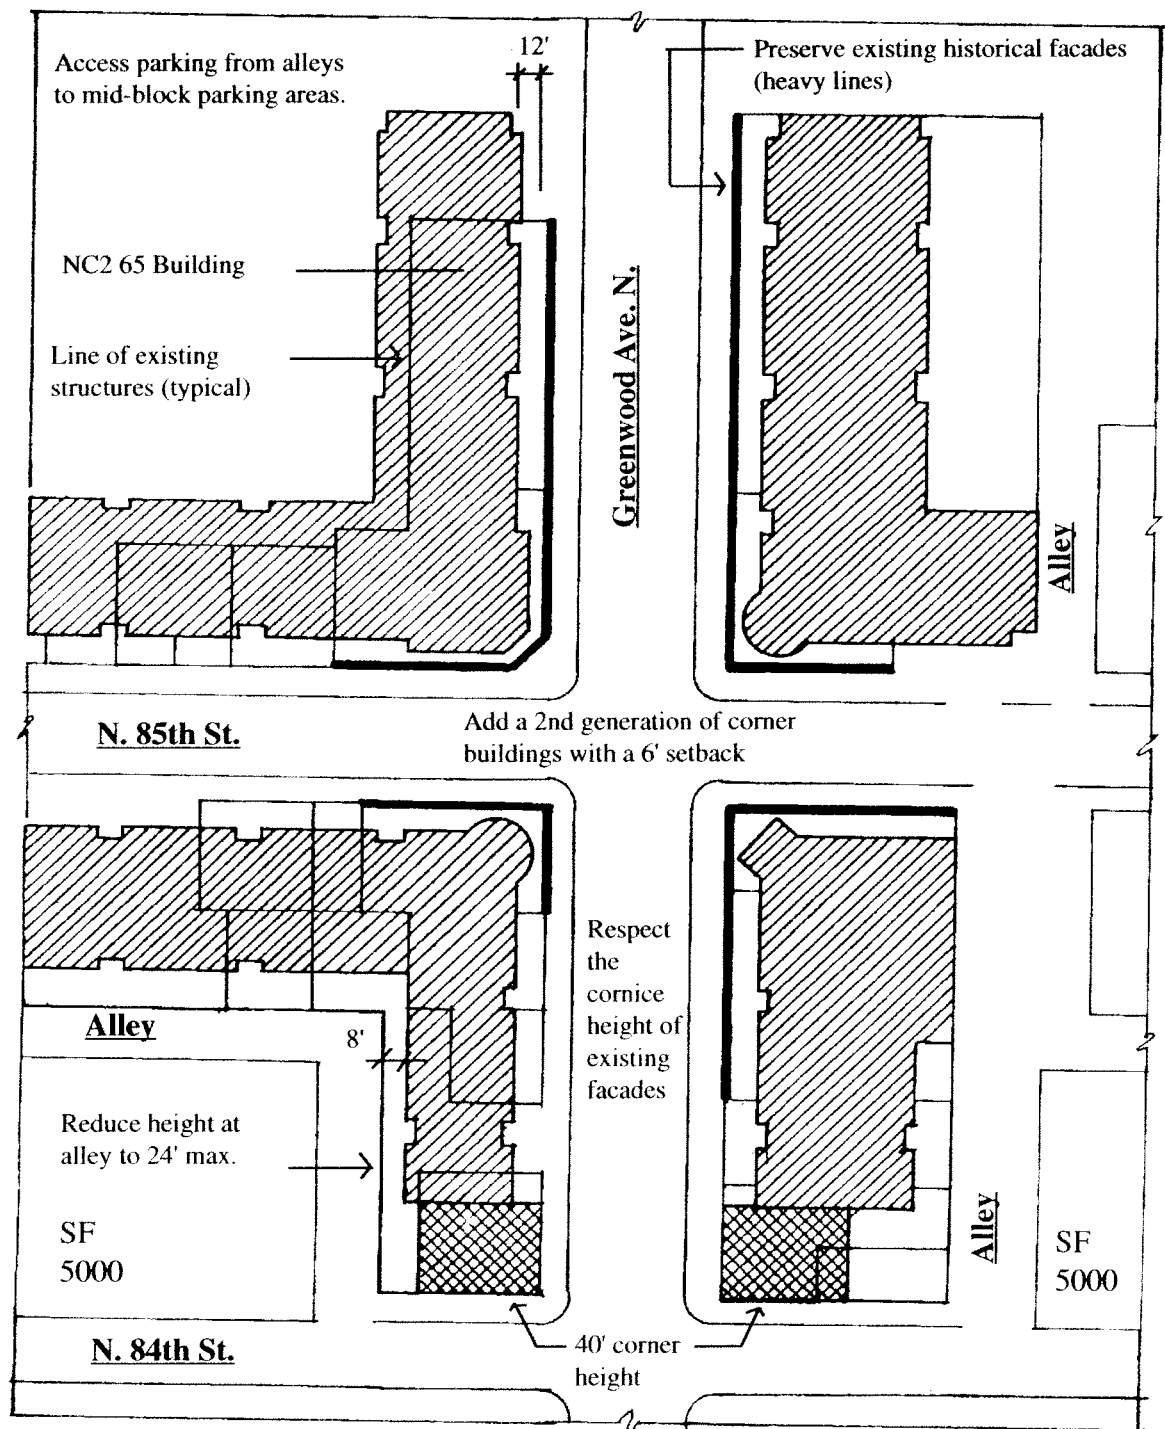 12'
Access parking from alleys
to mid-block parking areas.
Preserve existing historical facades
(heavy lines)
NC2 65 Building
Line of existing
structures (typical)
Greenwood Ave. N.
Alley
N. 85th St.
Add a 2nd generation of corner
buildings with a 6' setback
Respect
the
cornice
height of
existing
facades
Alley
8'
Reduce height at
alley to 24' max.
SF
5000
Alley
SF
5000
40' corner
height
N. 84th St.